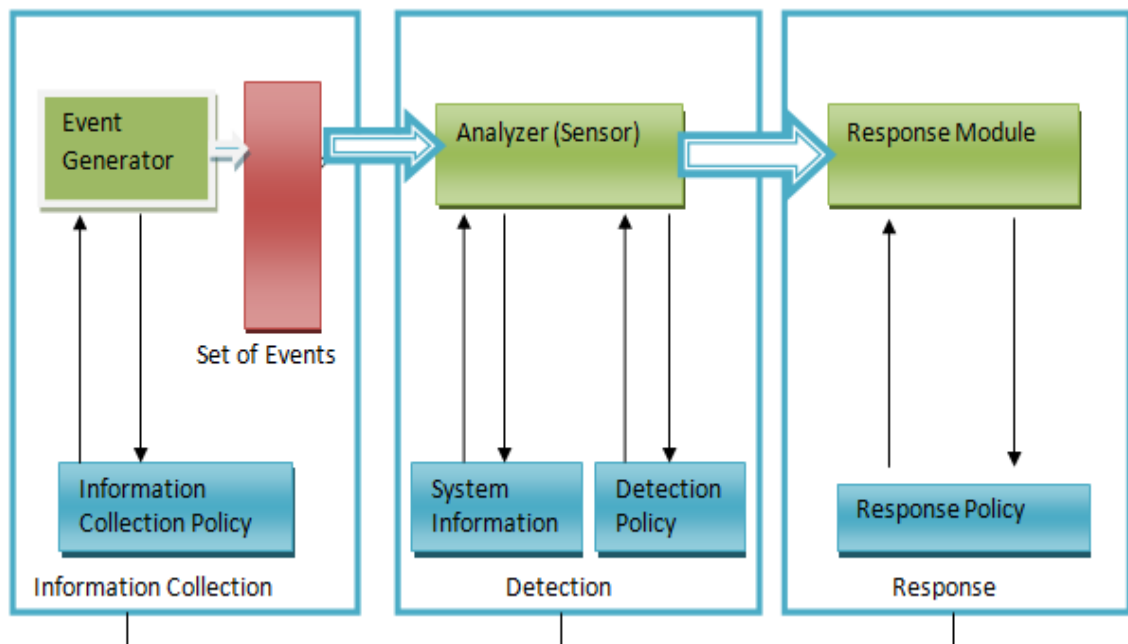 Event
Generator
Set of Events
Information
Collection Policy
Information Collection
Analyzer (Sensor)
System
Information
Detection
Policy
Detection
Response Module
Response Policy
Response